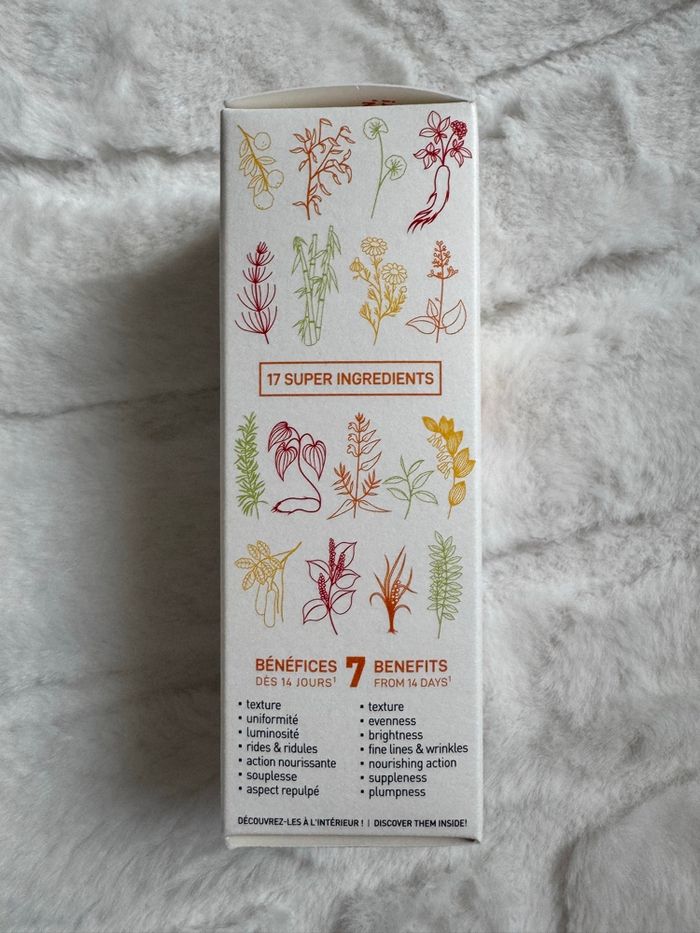 17 SUPER INGREDIENTS
BÉNÉFICES 7 BENEFITS
DÈS 14 JOURS¹ FROM 14 DAYS¹
• texture
• uniformité
• luminosité
• rides & ridules
• action nourissante
• souplesse
• aspect repulpé
• texture
• evenness
• brightness
• fine lines & wrinkles
• nourishing action
• suppleness
• plumpness
DÉCOUVREZ-LES À L'INTÉRIEUR ! | DISCOVER THEM INSIDE!